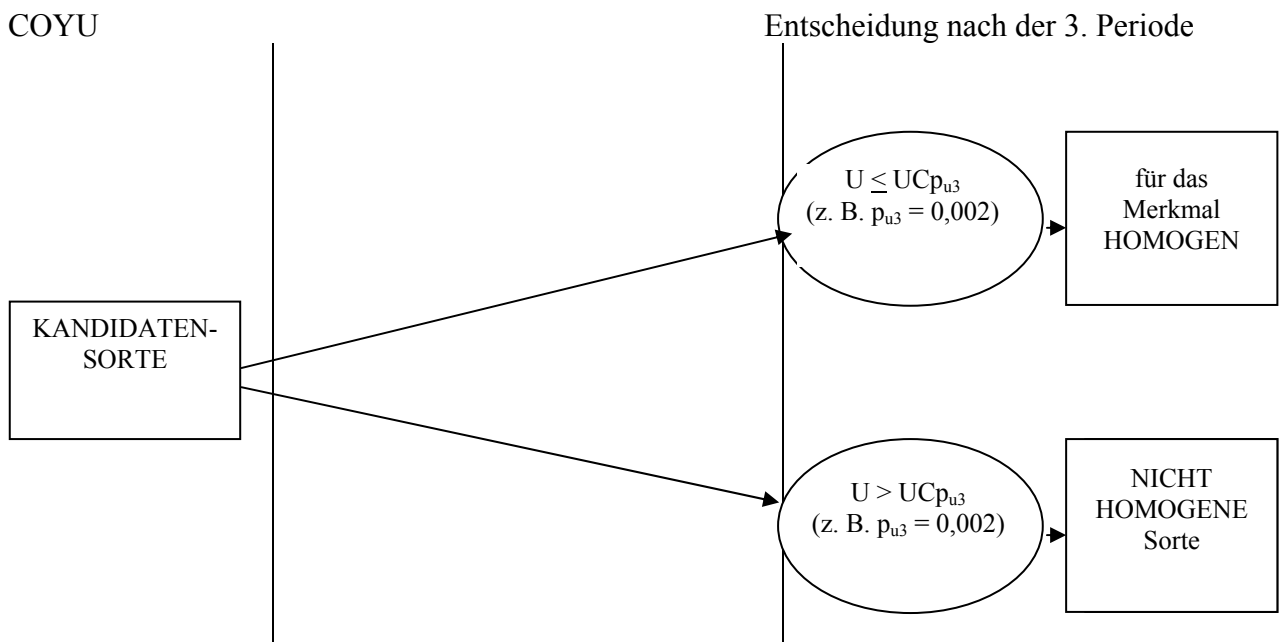 COYU
Entscheidung nach der 3. Periode
U ≤ UCpu3
(z. B. pu3 = 0,002)
für das
Merkmal
HOMOGEN
KANDIDATEN-
SORTE
U > UCpu3
(z. B. pu3 = 0,002)
NICHT
HOMOGENE
Sorte